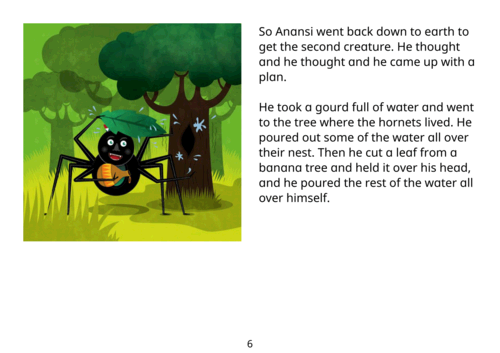 So Anansi went back down to earth to
get the second creature. He thought
and he thought and he came up with a
plan.
He took a gourd full of water and went
to the tree where the hornets lived. He
poured out some of the water all over
their nest. Then he cut a leaf from a
banana tree and held it over his head,
and he poured the rest of the water all
over himself.
6